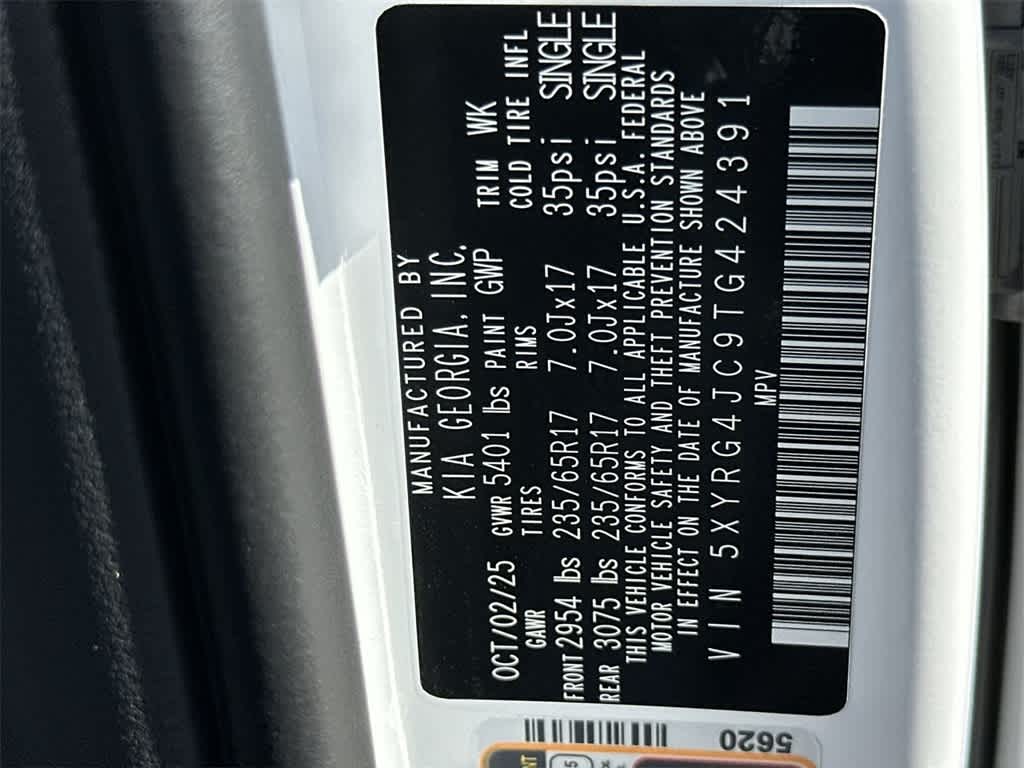 MANUFACTURED BY
KIA GEORGIA, INC.
OCT/02/25 GVWR 5401 lbs PAINT GWP TRIM WK
GAWR TIRES RIMS COLD TIRE INFL
FRONT 2954 lbs 235/65R17 7.0Jx17 35psi SINGLE
REAR 3075 lbs 235/65R17 7.0Jx17 35psi SINGLE
THIS VEHICLE CONFORMS TO ALL APPLICABLE U.S.A. FEDERAL
MOTOR VEHICLE SAFETY AND THEFT PREVENTION STANDARDS
IN EFFECT ON THE DATE OF MANUFACTURE SHOWN ABOVE
VIN 5XYRG4JC9TG424391
MPV
5620